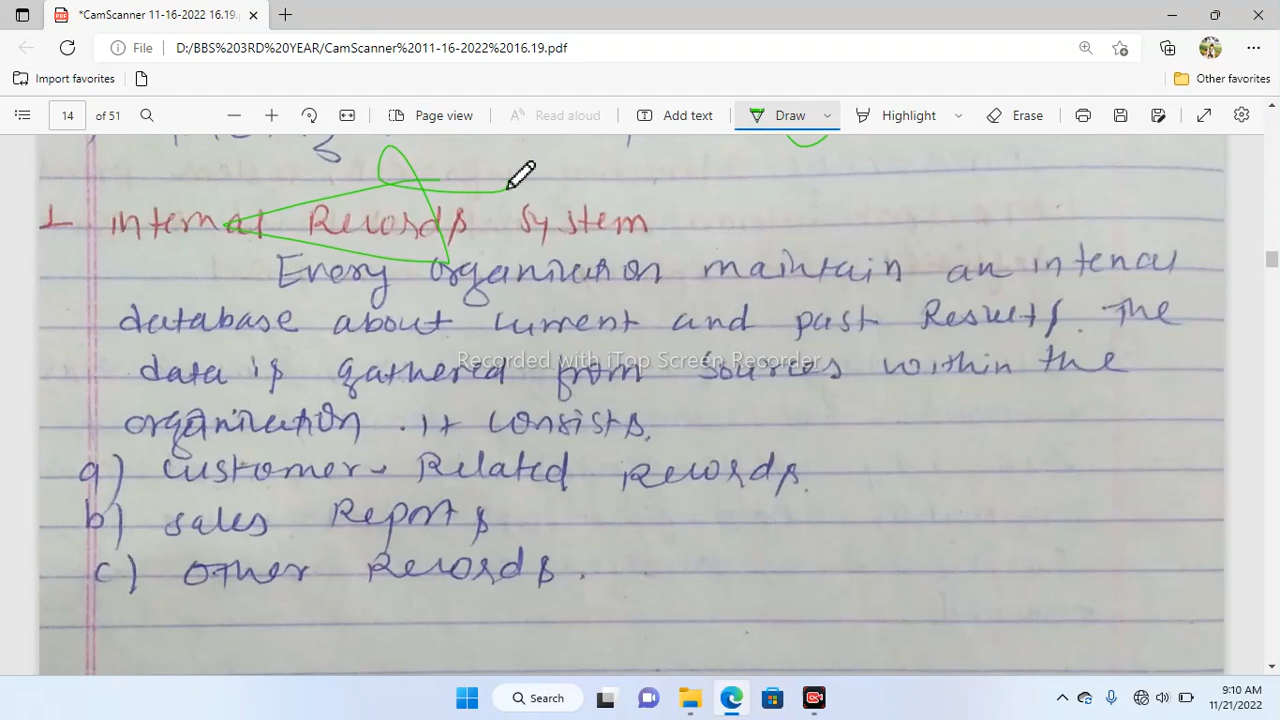 *CamScanner 11-16-2022 16.19.
File D:/BBS%203RD%20YEAR/CamScanner%2011-16-2022%2016.19.pdf
Import favorites Other favorites
14 of 51 Page view Read aloud Add text Draw Highlight Erase
1 Internal Records System
Every organization maintain an intenal
database about current and past Results. The
data is gathered from sources within the
organization. It consists.
Recorded with iTop Screen Recorder
a) Customer-Related records.
b) Sales Reports
c) Other Records.
Search 9:10 AM
11/21/2022